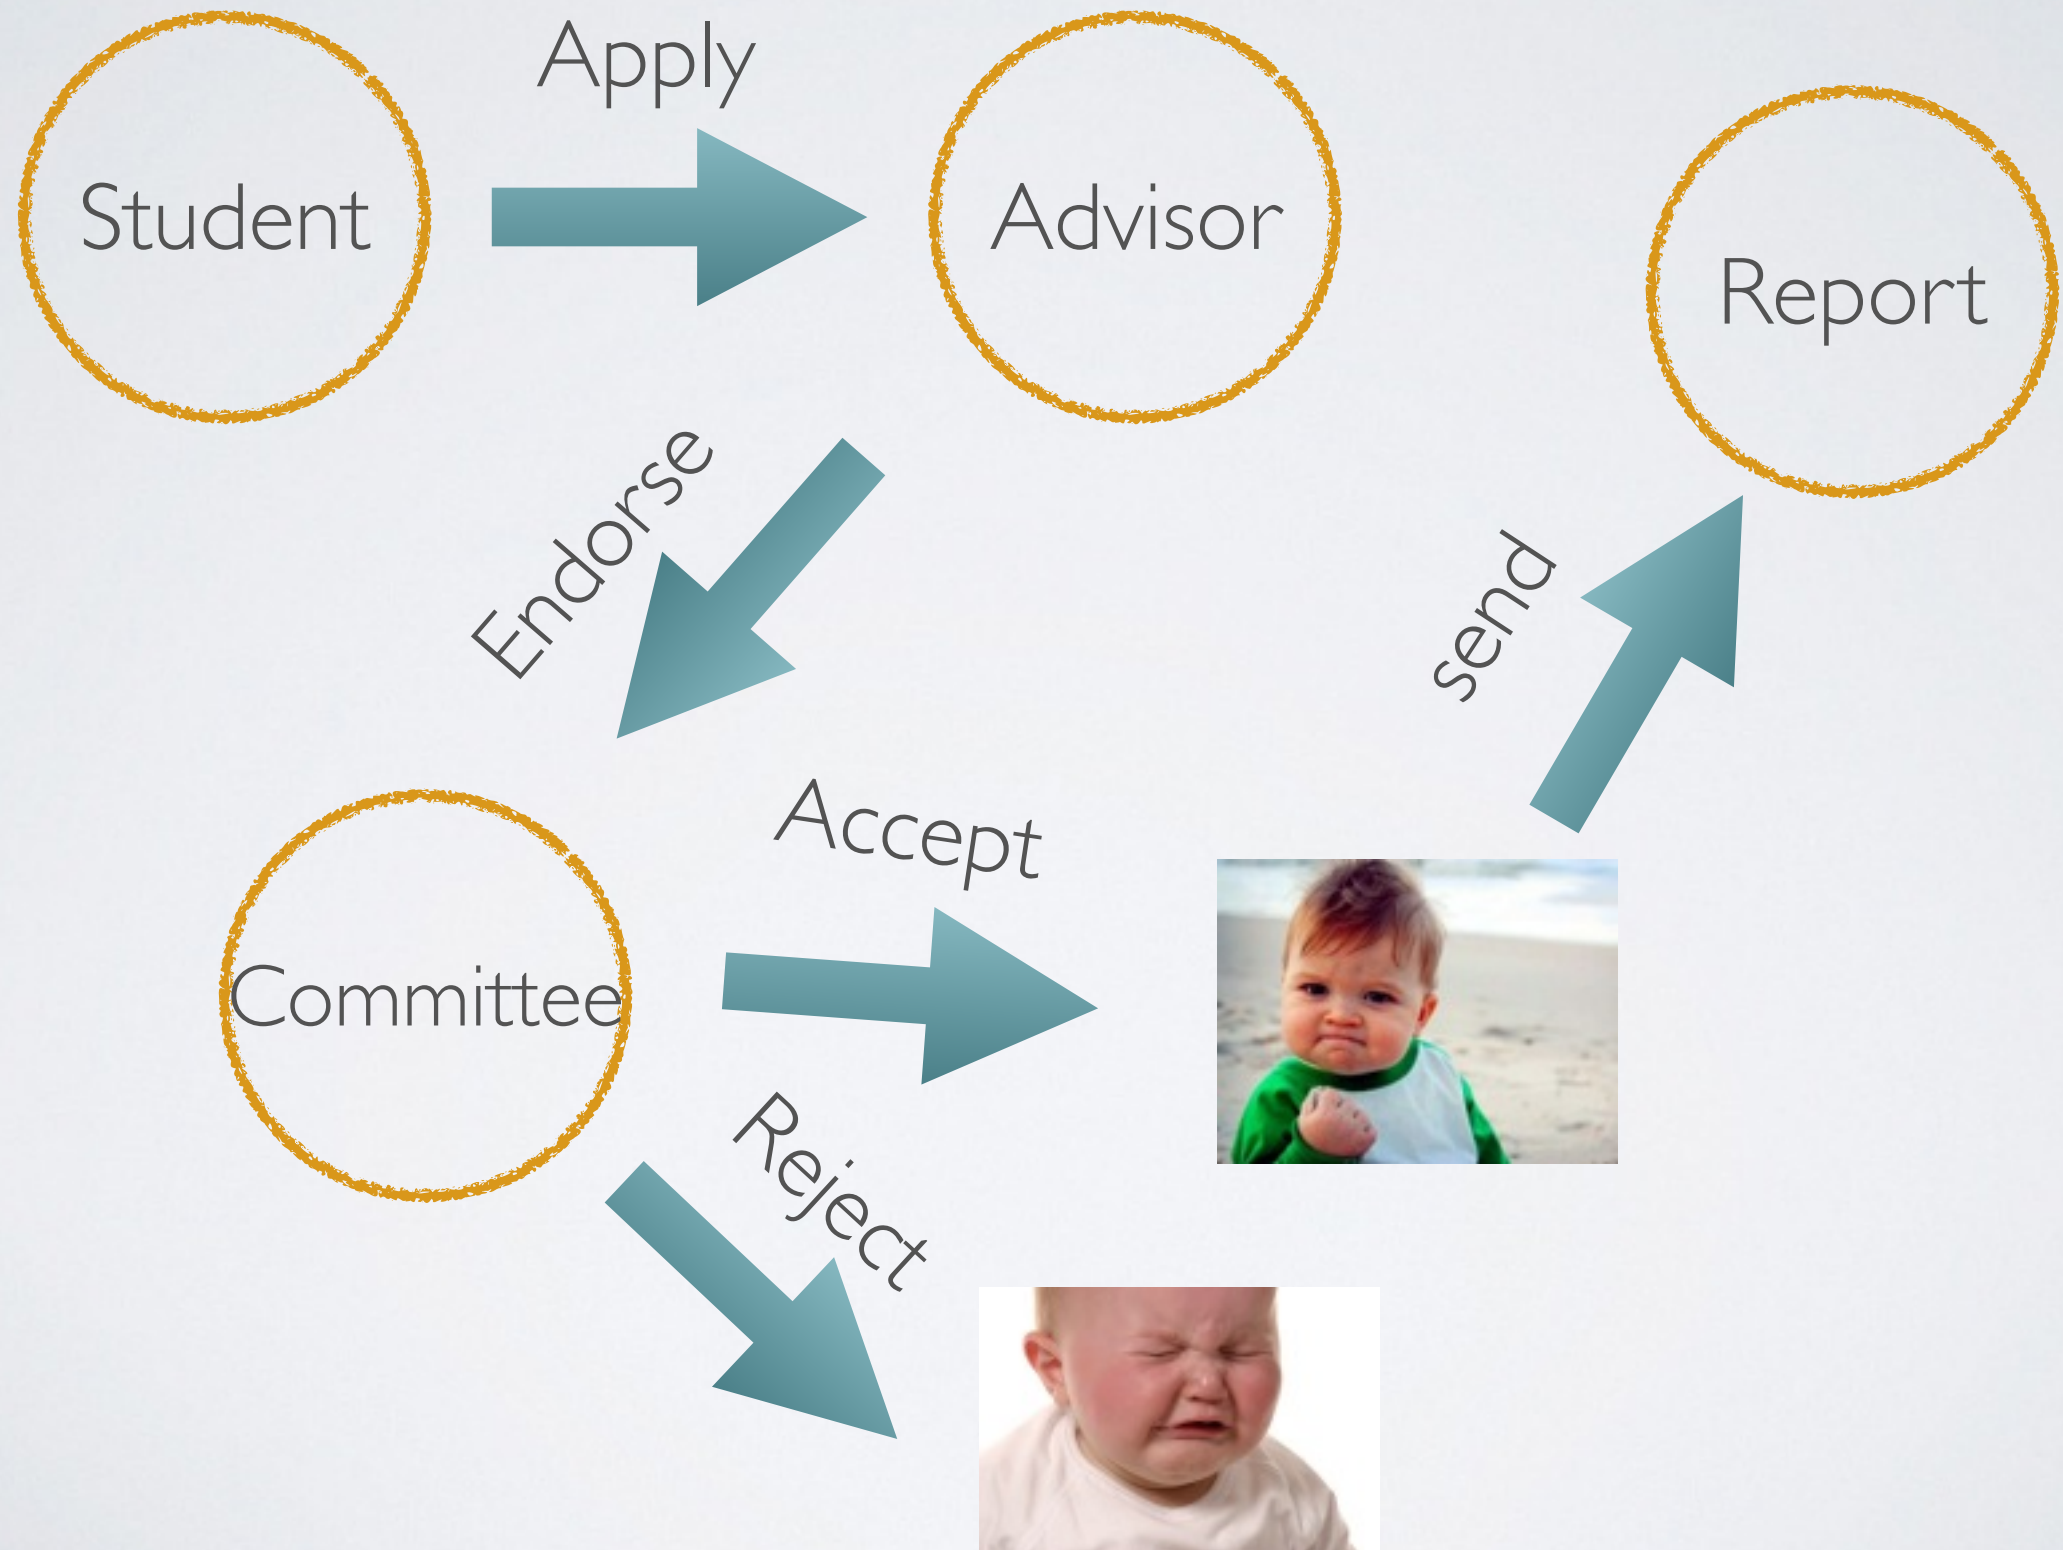 Student
Apply
Advisor
Report
Endorse
send
Committee
Accept
Reject